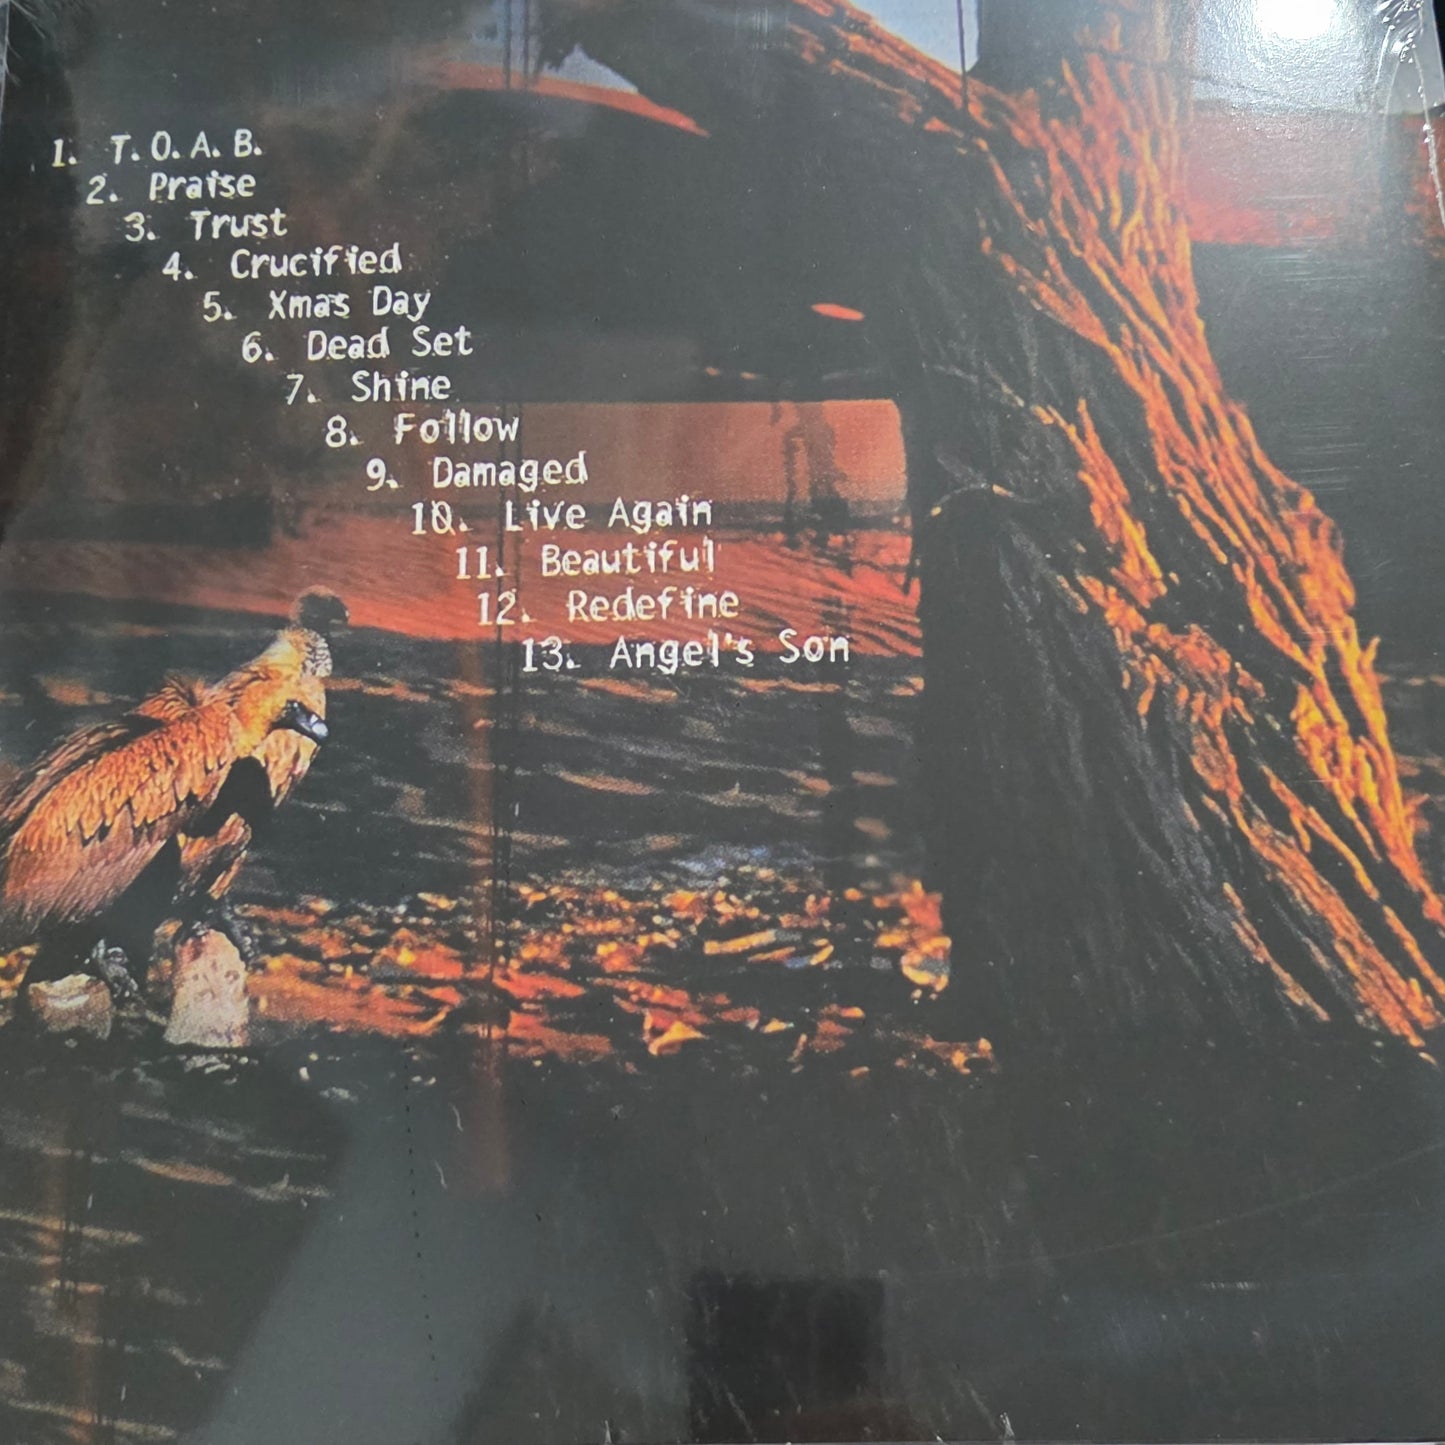 1. T.O.A.B.
2. Praise
3. Trust
4. Crucified
5. Xmas Day
6. Dead Set
7. Shine
8. Follow
9. Damaged
10. Live Again
11. Beautiful
12. Redefine
13. Angel's Son